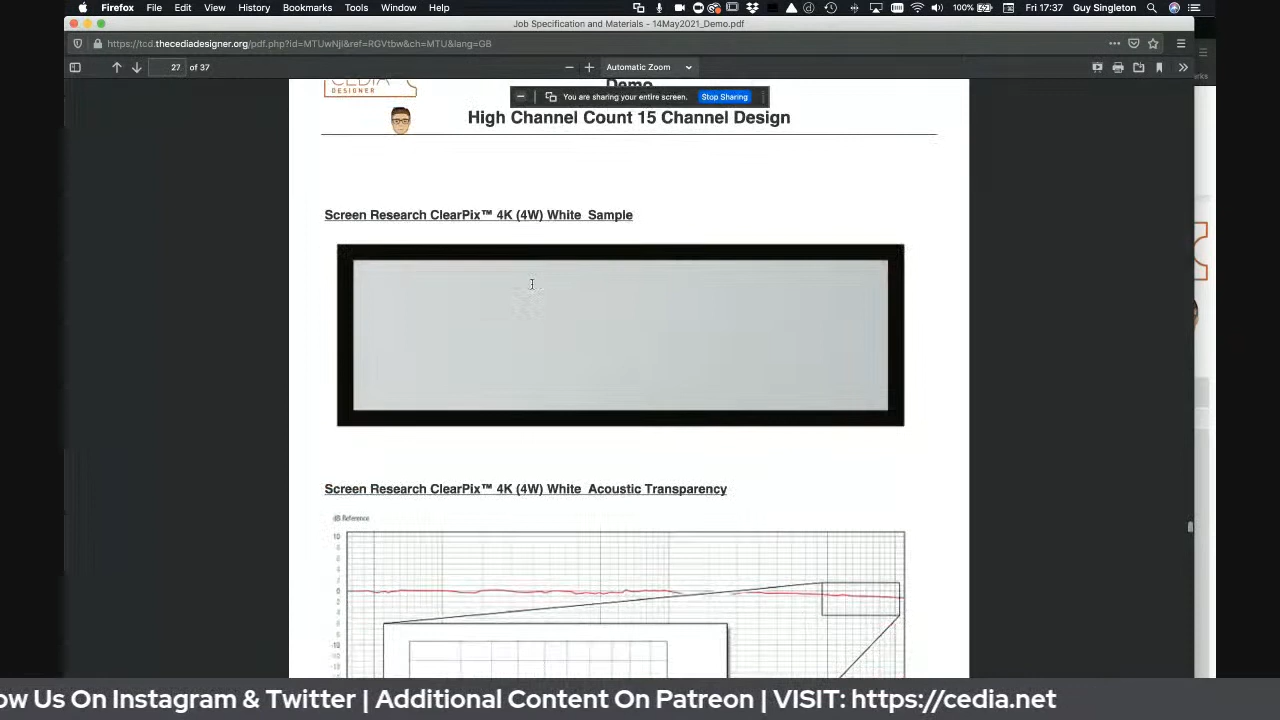 Firefox File Edit View History Bookmarks Tools Window Help 100% Fri 17:37 Guy Singleton
Job Specification and Materials - 14May2021_Demo.pdf
https://tcd.thecediadesigner.org/pdf.php?id=MTUwNjI&ref=RGVtbw&ch=MTU&lang=GB
27 of 37 Automatic Zoom
CEDIA
DESIGNER
Demo
You are sharing your entire screen. Stop Sharing
High Channel Count 15 Channel Design
Screen Research ClearPix™ 4K (4W) White Sample
Screen Research ClearPix™ 4K (4W) White Acoustic Transparency
dB Reference
10
0
-10
ow Us On Instagram & Twitter | Additional Content On Patreon | VISIT: https://cedia.net